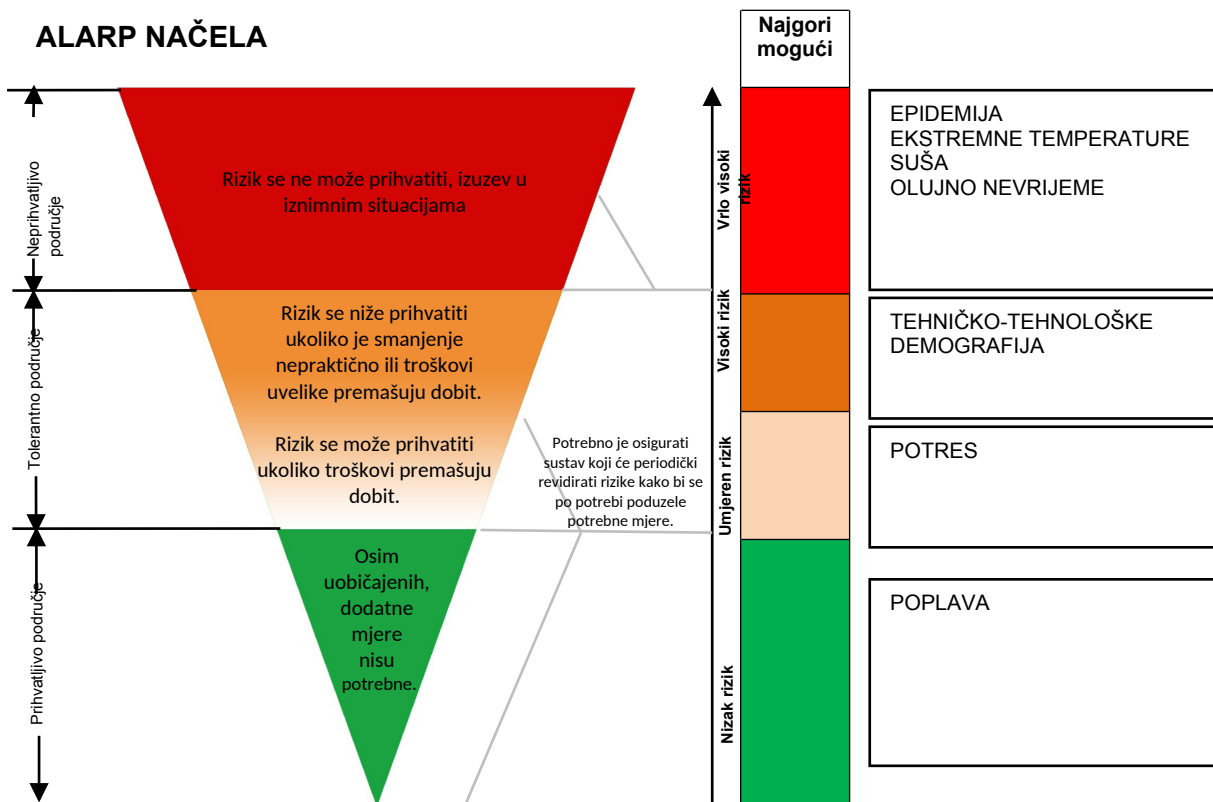 ALARP NAČELA
Najgori
mogući
Neprihvatljivo
područje
Rizik se ne može prihvatiti, izuzev u
iznimnim situacijama
Vrlo visoki
rizik
EPIDEMIJA
EKSTREMNE TEMPERATURE
SUŠA
OLUJNO NEVRIJEME
Tolerantno područje
Rizik se niže prihvatiti
ukoliko je smanjenje
nepraktično ili troškovi
uvelike premašuju dobit.
Rizik se može prihvatiti
ukoliko troškovi premašuju
dobit.
Potrebno je osigurati
sustav koji će periodički
revidirati rizike kako bi se
po potrebi poduzele
potrebne mjere.
Visoki rizik
TEHNIČKO-TEHNOLOŠKE
DEMOGRAFIJA
Umjeren rizik
POTRES
Prihvatljivo područje
Osim
uobičajenih,
dodatne
mjere
nisu
potrebne.
Nizak rizik
POPLAVA